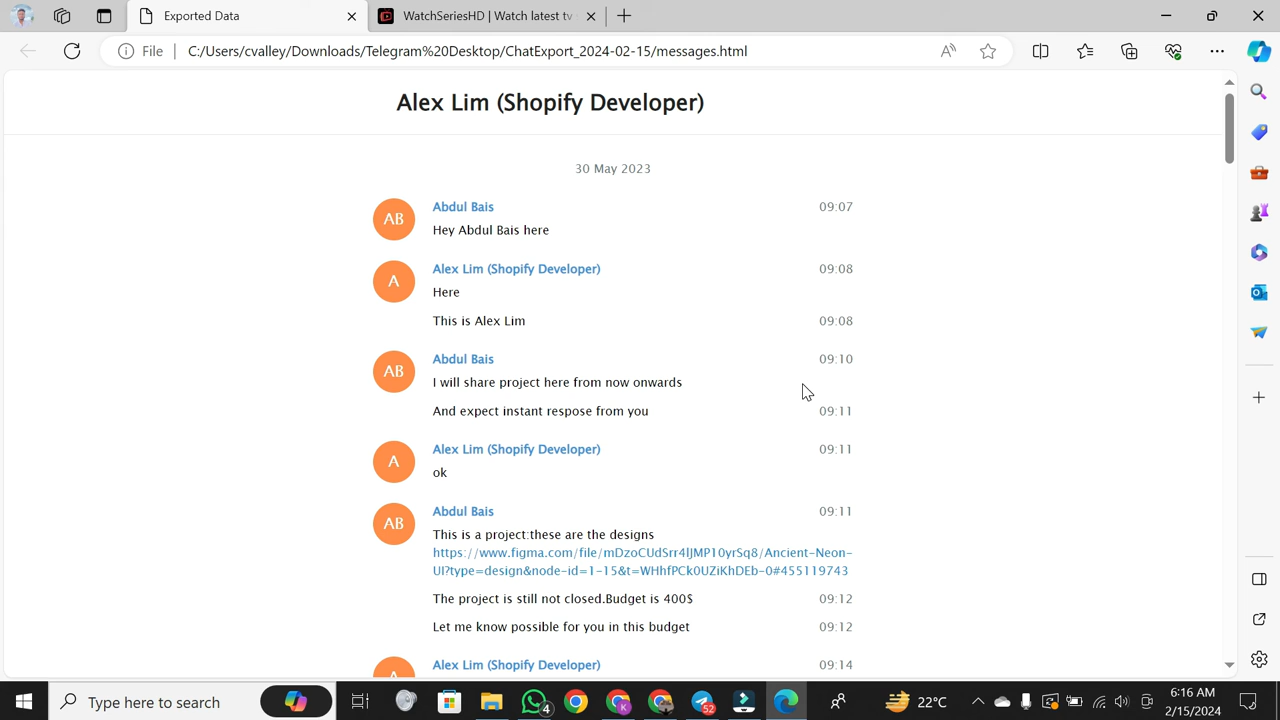 Exported Data
WatchSeriesHD | Watch latest tv
File
C:/Users/cvalley/Downloads/Telegram%20Desktop/ChatExport_2024-02-15/messages.html
Alex Lim (Shopify Developer)
30 May 2023
AB
Abdul Bais 09:07
Hey Abdul Bais here
A
Alex Lim (Shopify Developer) 09:08
Here
This is Alex Lim 09:08
AB
Abdul Bais 09:10
I will share project here from now onwards
And expect instant respose from you 09:11
A
Alex Lim (Shopify Developer) 09:11
ok
AB
Abdul Bais 09:11
This is a project:these are the designs
https://www.figma.com/file/mDzoCUdSrr4lJMP10yrSq8/Ancient-Neon-
UI?type=design&node-id=1-15&t=WHhfPCk0UZiKhDEb-0#455119743
The project is still not closed.Budget is 400$ 09:12
Let me know possible for you in this budget 09:12
Alex Lim (Shopify Developer) 09:14
Type here to search
4
K
52
22°C
6:16 AM
2/15/2024